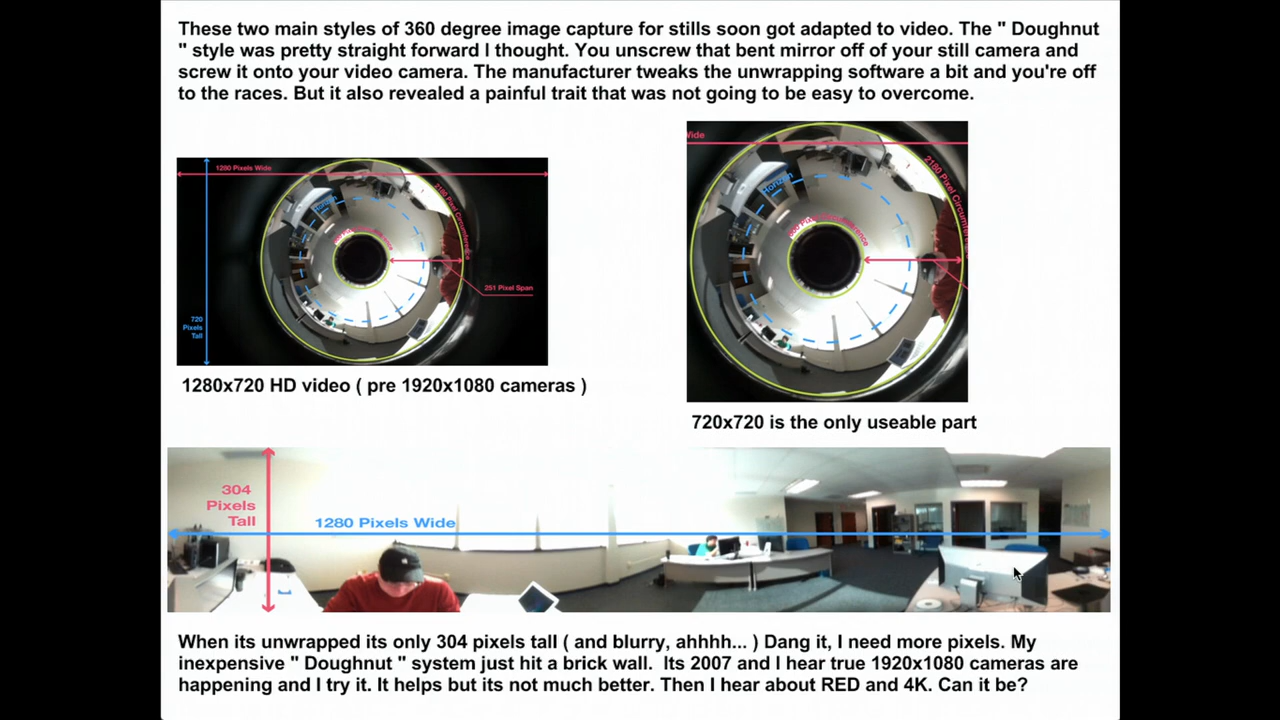 These two main styles of 360 degree image capture for stills soon got adapted to video. The " Doughnut
" style was pretty straight forward I thought. You unscrew that bent mirror off of your still camera and
screw it onto your video camera. The manufacturer tweaks the unwrapping software a bit and you're off
to the races. But it also revealed a painful trait that was not going to be easy to overcome.
1280 Pixels Wide
2180 Pixel Circumference
Horizon
251 Pixel Span
720
Pixels
Tall
1280x720 HD video ( pre 1920x1080 cameras )
Wide
2180 Pixel Circumference
Horizon
Pixel Circumference
720x720 is the only useable part
304
Pixels
Tall
1280 Pixels Wide
When its unwrapped its only 304 pixels tall ( and blurry, ahhhh... ) Dang it, I need more pixels. My
inexpensive " Doughnut " system just hit a brick wall.  Its 2007 and I hear true 1920x1080 cameras are
happening and I try it. It helps but its not much better. Then I hear about RED and 4K. Can it be?